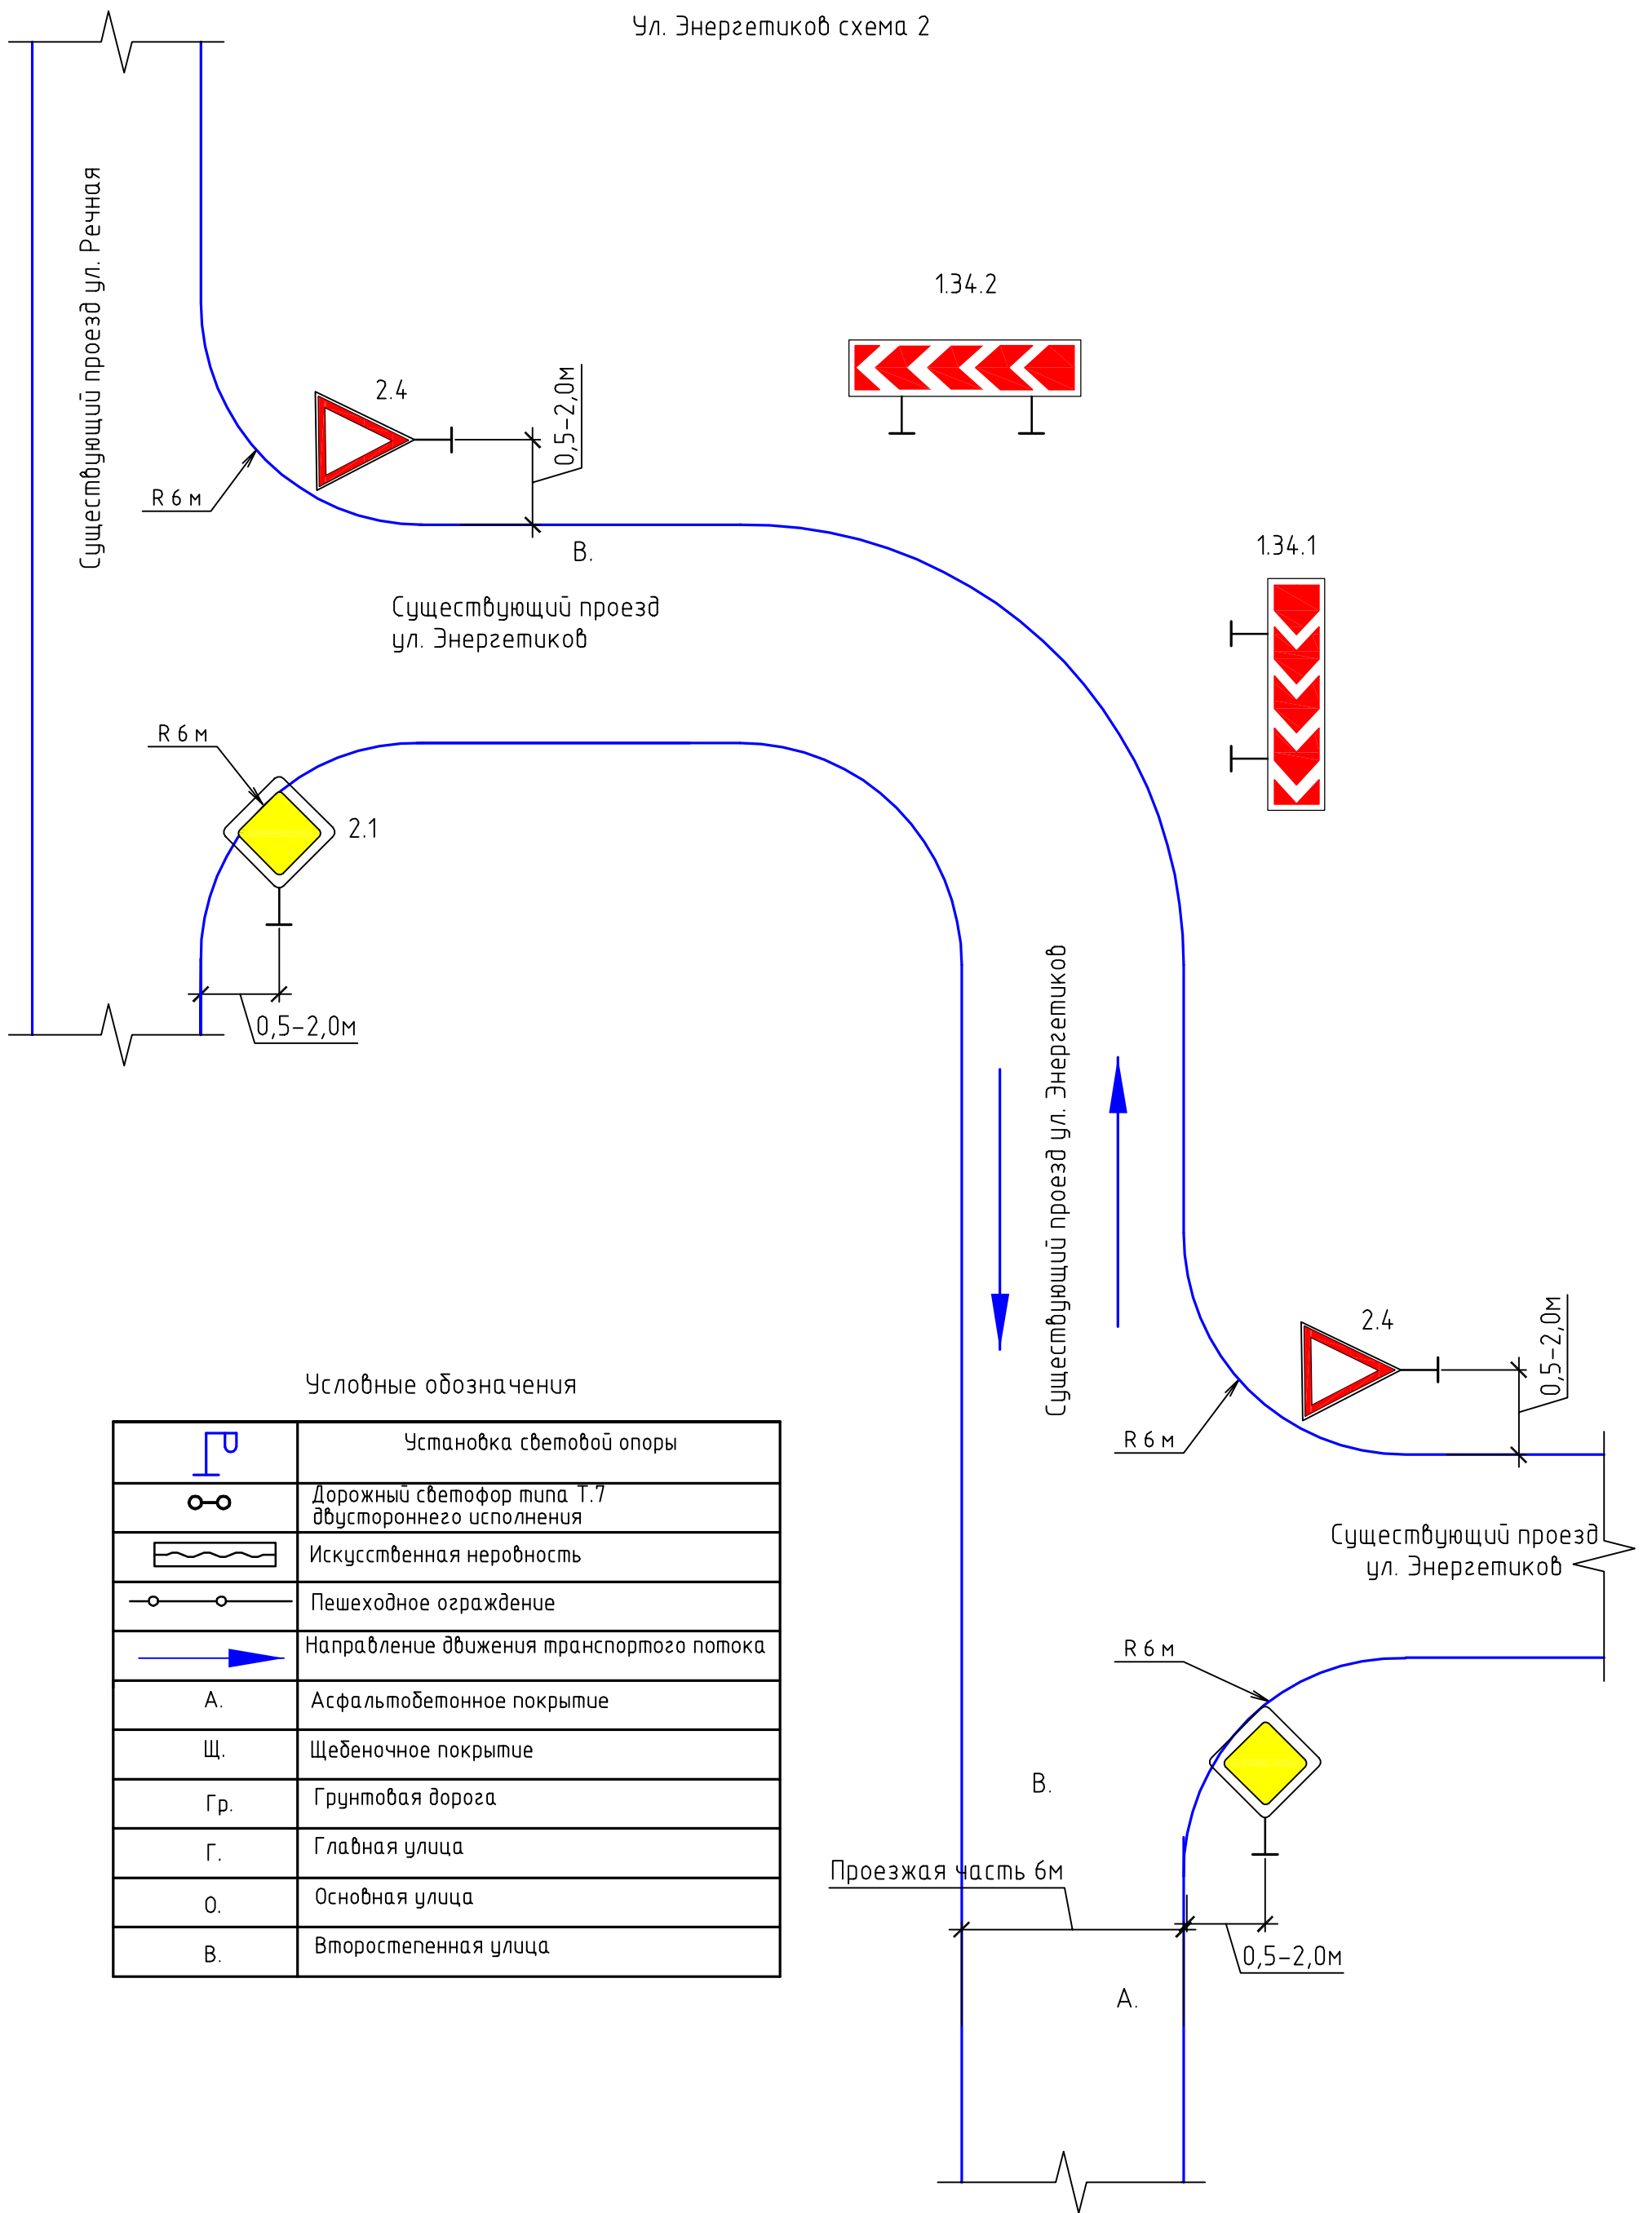 Ул. Энергетиков схема 2
Существующий проезд ул. Речная
1.34.2
2.4
0,5-2,0м
R 6 м
1.34.1
В.
Существующий проезд
ул. Энергетиков
R 6 м
2.1
0,5-2,0м
Существующий проезд ул. Энергетиков
2.4
0,5-2,0м
R 6 м
Существующий проезд
ул. Энергетиков
R 6 м
В.
Проезжая часть 6м
0,5-2,0м
А.
Условные обозначения
Установка световой опоры
Дорожный светофор типа Т.7
двустороннего исполнения
Искусственная неровность
Пешеходное ограждение
Направление движения транспортого потока
А.
Асфальтобетонное покрытие
Щ.
Щебеночное покрытие
Гр.
Грунтовая дорога
Г.
Главная улица
О.
Основная улица
В.
Второстепенная улица